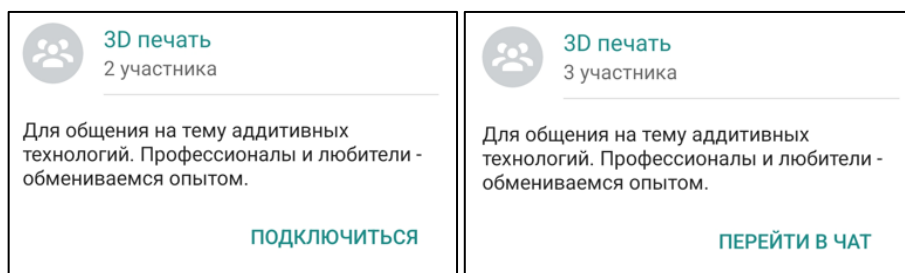 3D печать
2 участника
Для общения на тему аддитивных
технологий. Профессионалы и любители -
обмениваемся опытом.
ПОДКЛЮЧИТЬСЯ
3D печать
3 участника
Для общения на тему аддитивных
технологий. Профессионалы и любители -
обмениваемся опытом.
ПЕРЕЙТИ В ЧАТ